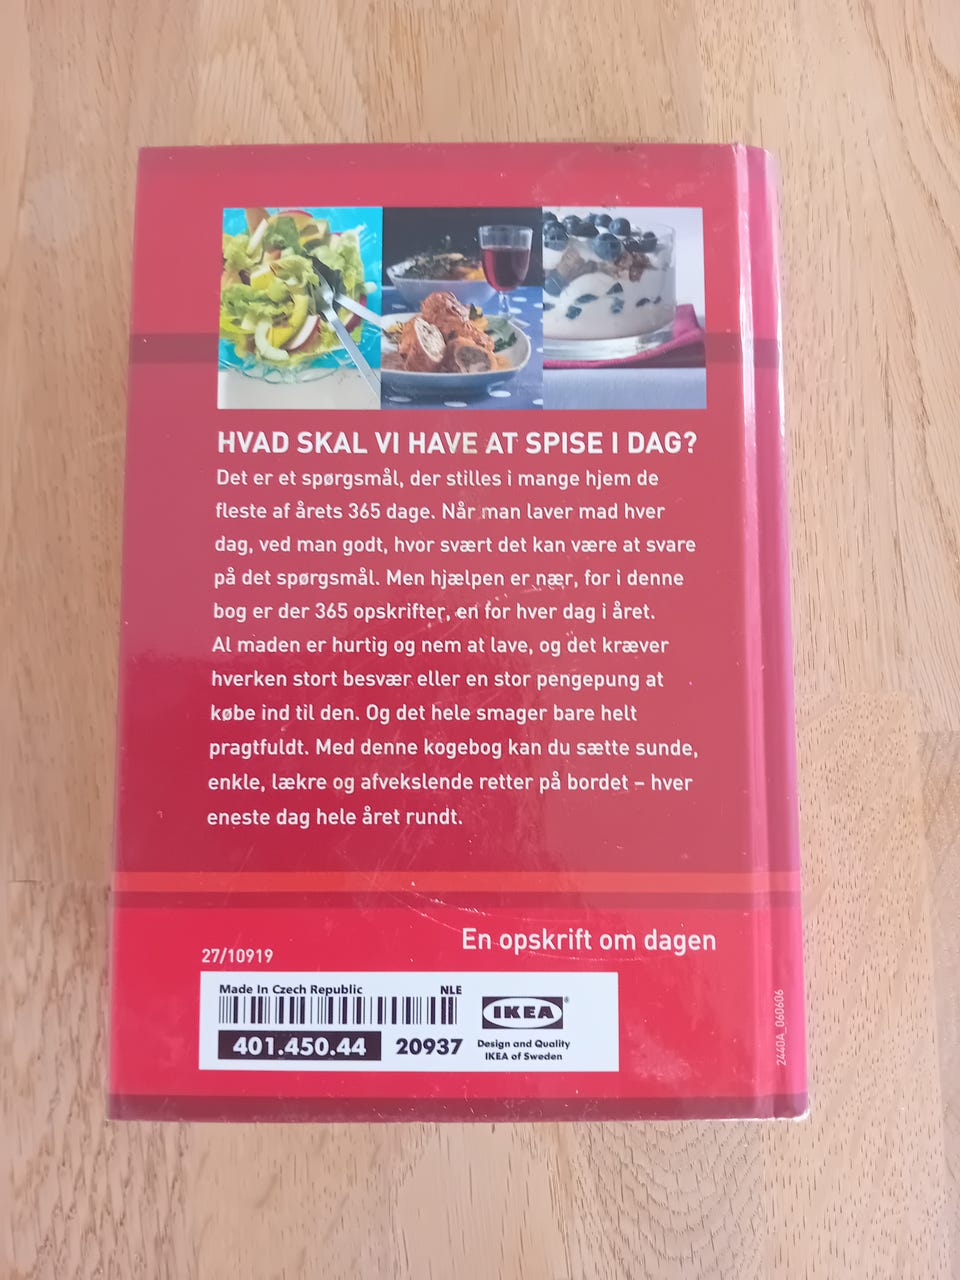 HVAD SKAL VI HAVE AT SPISE I DAG?
Det er et spørgsmål, der stilles i mange hjem de
fleste af årets 365 dage. Når man laver mad hver
dag, ved man godt, hvor svært det kan være at svare
på det spørgsmål. Men hjælpen er nær, for i denne
bog er der 365 opskrifter, en for hver dag i året.
Al maden er hurtig og nem at lave, og det kræver
hverken stort besvær eller en stor pengepung at
købe ind til den. Og det hele smager bare helt
pragtfuldt. Med denne kogebog kan du sætte sunde,
enkle, lækre og afvekslende retter på bordet – hver
eneste dag hele året rundt.
En opskrift om dagen
27/10919
Made In Czech Republic NLE
401.450.44 20937
IKEA®
Design and Quality
IKEA of Sweden
2440A_060606